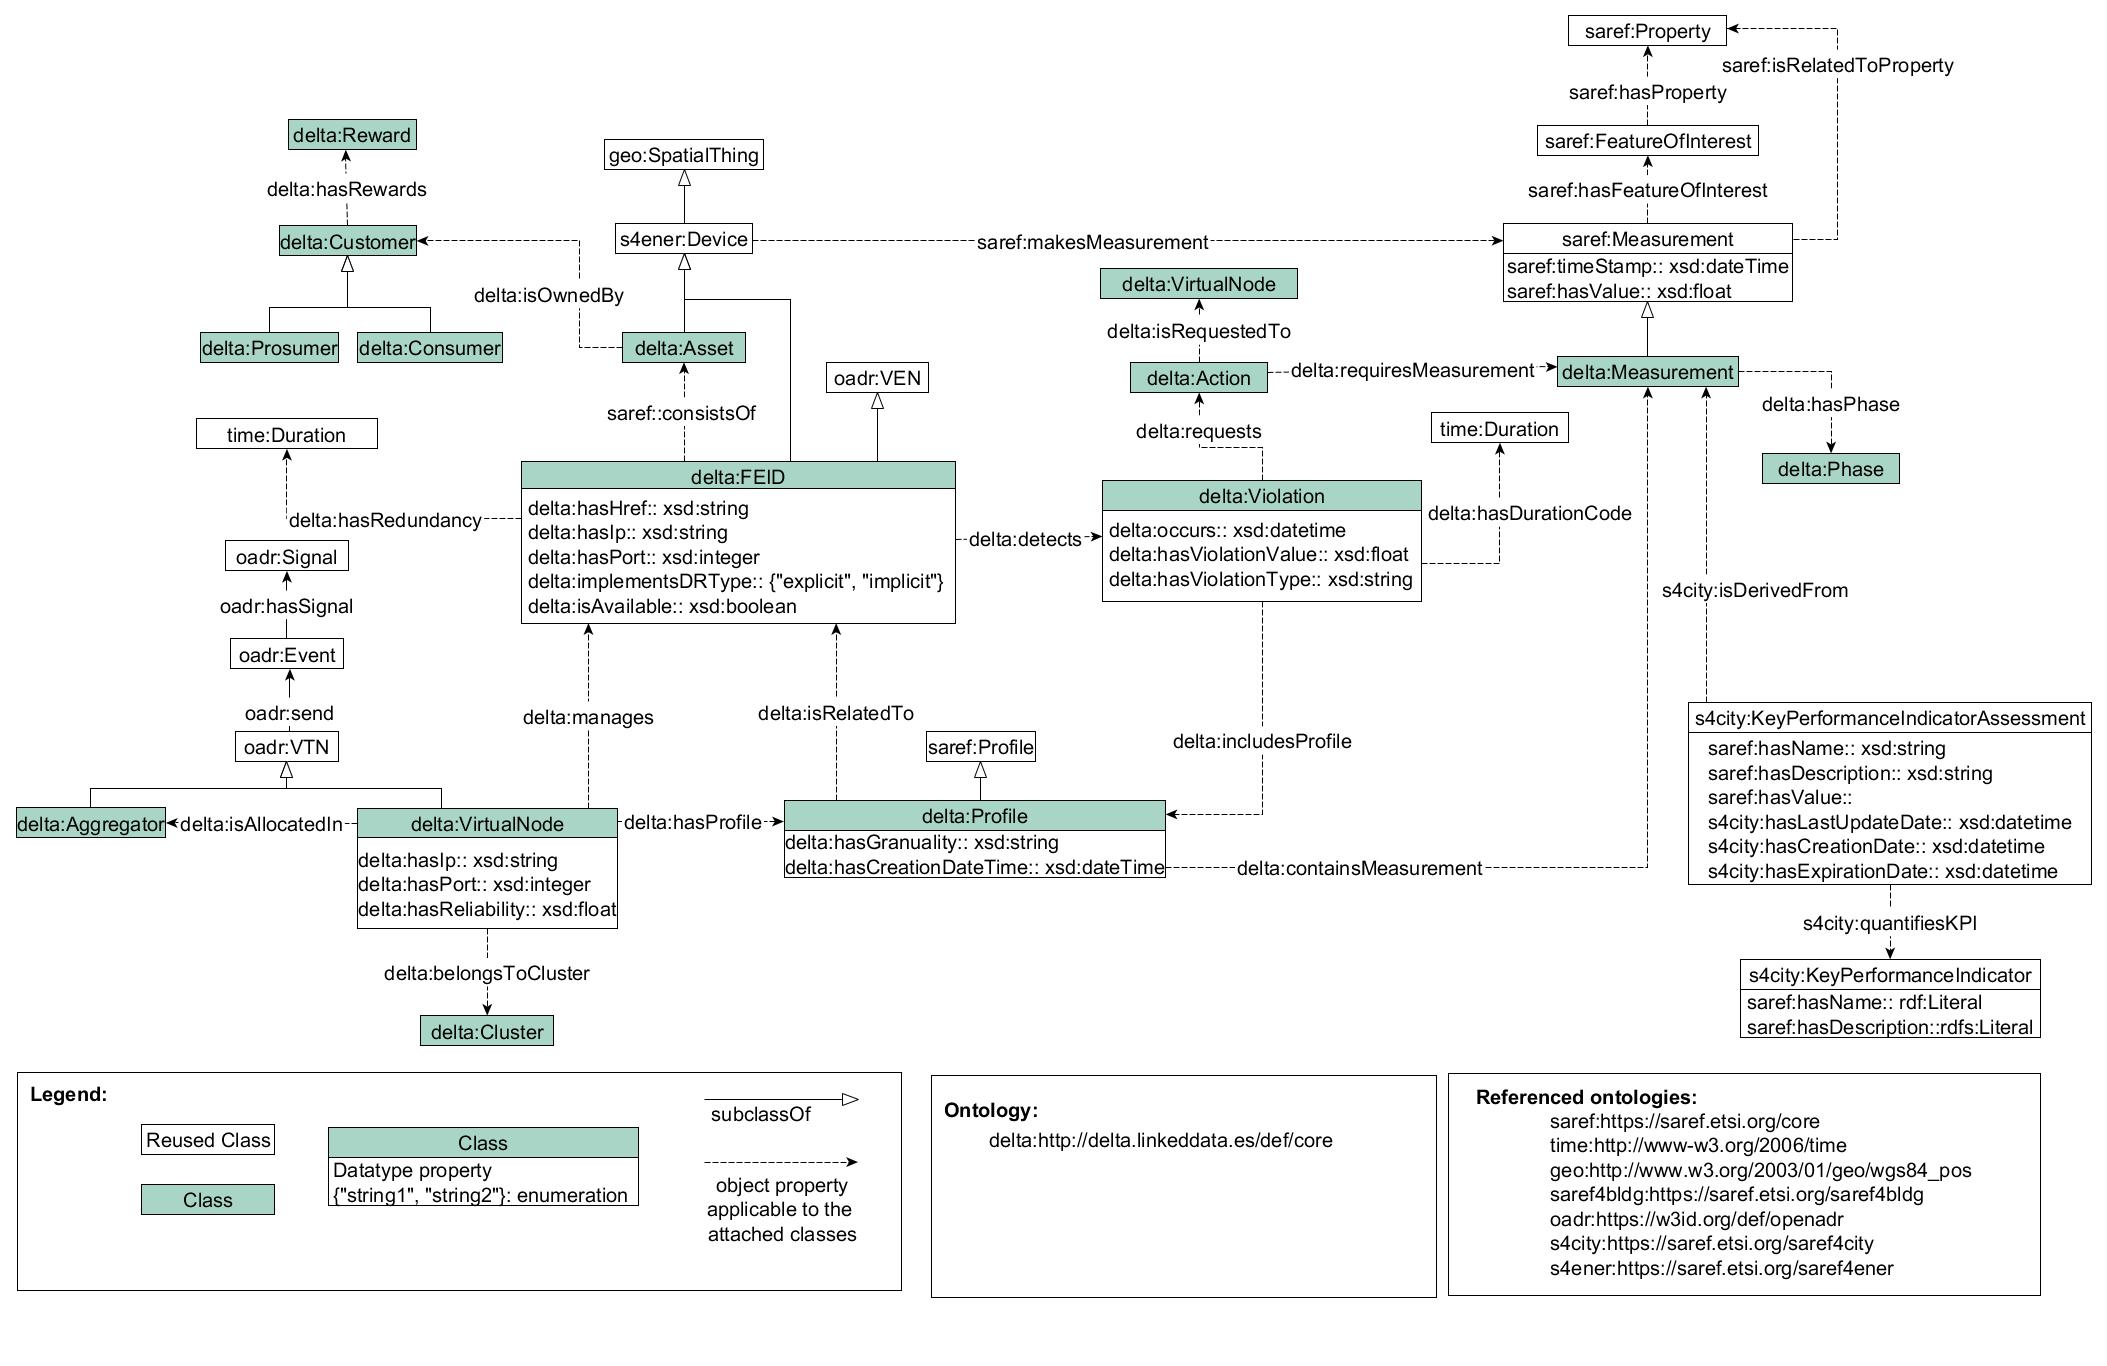 saref:Property
saref:isRelatedToProperty
saref:hasProperty
delta:Reward
saref:FeatureOfInterest
geo:SpatialThing
delta:hasRewards
saref:hasFeatureOfInterest
delta:Customer
s4ener:Device
saref:makesMeasurement
saref:Measurement
saref:timeStamp:: xsd:dateTime
saref:hasValue:: xsd:float
delta:VirtualNode
delta:isOwnedBy
delta:isRequestedTo
delta:Prosumer
delta:Consumer
delta:Asset
delta:Action
delta:requiresMeasurement
delta:Measurement
oadr:VEN
delta:hasPhase
saref::consistsOf
delta:requests
time:Duration
time:Duration
delta:Phase
delta:FEID
delta:hasHref:: xsd:string
delta:hasIp:: xsd:string
delta:hasPort:: xsd:integer
delta:implementsDRType:: {"explicit", "implicit"}
delta:isAvailable:: xsd:boolean
delta:hasRedundancy
delta:detects
delta:Violation
delta:occurs:: xsd:datetime
delta:hasViolationValue:: xsd:float
delta:hasViolationType:: xsd:string
delta:hasDurationCode
oadr:Signal
oadr:hasSignal
oadr:Event
s4city:isDerivedFrom
oadr:send
delta:manages
delta:isRelatedTo
delta:includesProfile
oadr:VTN
saref:Profile
s4city:KeyPerformanceIndicatorAssessment
saref:hasName:: xsd:string
saref:hasDescription:: xsd:string
saref:hasValue::
s4city:hasLastUpdateDate:: xsd:datetime
s4city:hasCreationDate:: xsd:datetime
s4city:hasExpirationDate:: xsd:datetime
delta:Aggregator
delta:isAllocatedIn
delta:VirtualNode
delta:hasIp:: xsd:string
delta:hasPort:: xsd:integer
delta:hasReliability:: xsd:float
delta:hasProfile
delta:Profile
delta:hasGranuality:: xsd:string
delta:hasCreationDateTime:: xsd:dateTime
delta:containsMeasurement
s4city:quantifiesKPI
delta:belongsToCluster
s4city:KeyPerformanceIndicator
saref:hasName:: rdf:Literal
saref:hasDescription::rdfs:Literal
delta:Cluster
Legend:
Reused Class
Class
Class
Datatype property
{"string1", "string2"}: enumeration
subclassOf
object property
applicable to the
attached classes
Ontology:
delta:http://delta.linkeddata.es/def/core
Referenced ontologies:
saref:https://saref.etsi.org/core
time:http://www-w3.org/2006/time
geo:http://www.w3.org/2003/01/geo/wgs84_pos
saref4bldg:https://saref.etsi.org/saref4bldg
oadr:https://w3id.org/def/openadr
s4city:https://saref.etsi.org/saref4city
s4ener:https://saref.etsi.org/saref4ener